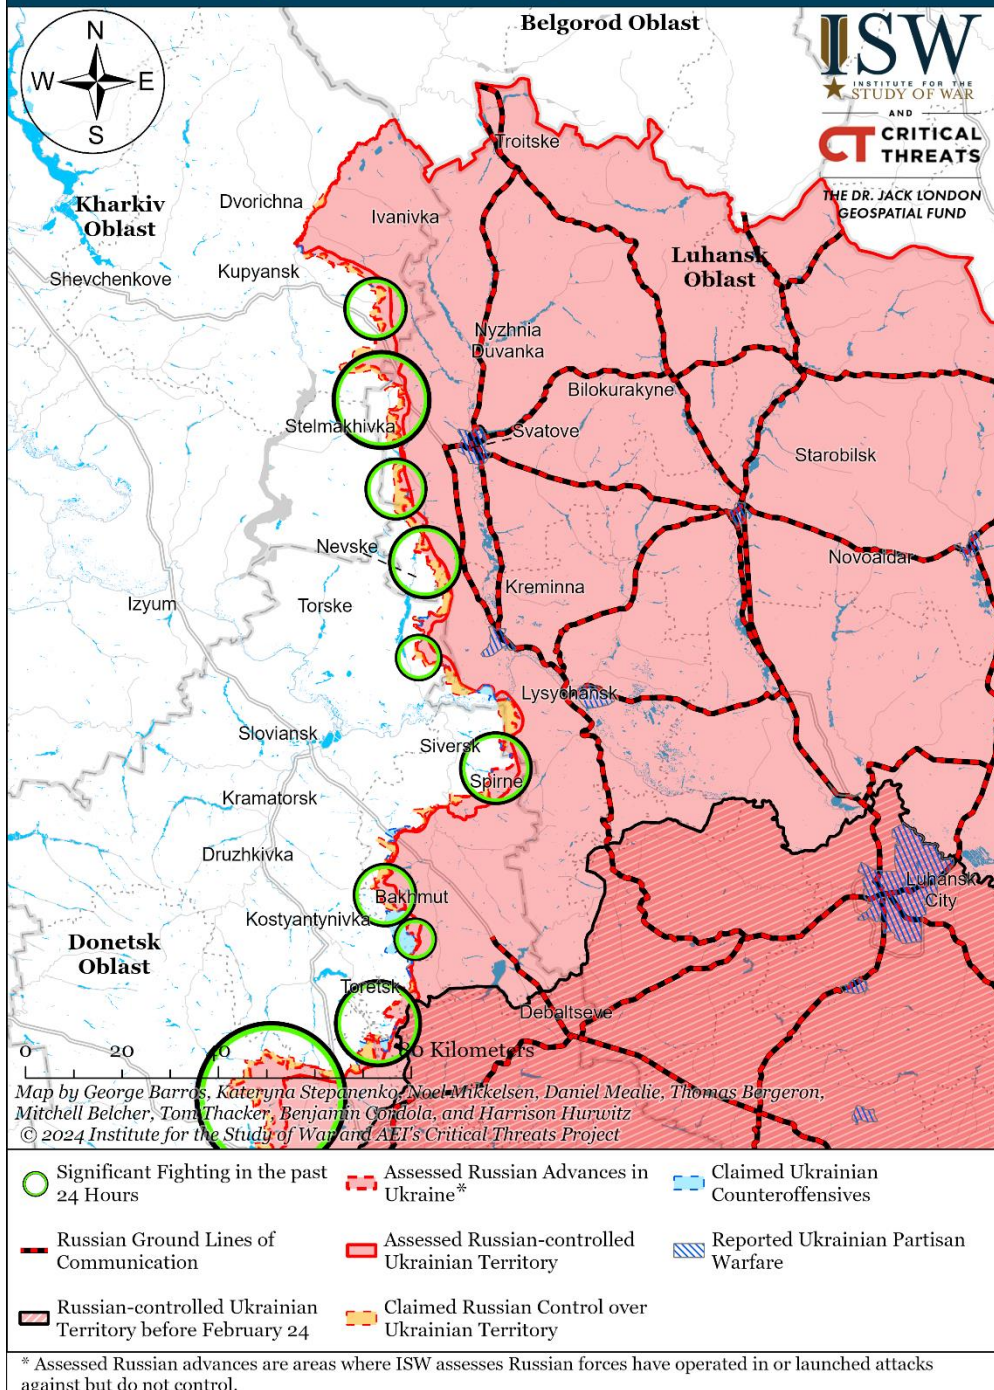 Belgorod Oblast
N
W
E
S
ISW
INSTITUTE FOR THE
STUDY OF WAR
AND
CT CRITICAL
THREATS
THE DR. JACK LONDON
GEOSPATIAL FUND
Troitske
Dvorichna
Kharkiv
Oblast
Ivanivka
Luhansk
Oblast
Shevchenkove
Kupyansk
Nyzhnia
Duvanka
Bilokurakyne
Stelmakhivka
Svatove
Starobilsk
Nevske
Novoaidar
Kreminna
Izyum
Torske
Lysychansk
Sloviansk
Siversk
Spirne
Kramatorsk
Druzhkivka
Bakhmut
Luhansk
City
Kostyantynivka
Donetsk
Oblast
Toretsk
Debaltseve
0 20 40 80 Kilometers
Map by George Barros, Kateryna Stepanenko, Noel Mikkelsen, Daniel Mealie, Thomas Bergeron,
Mitchell Belcher, Tom Thacker, Benjamin Cordola, and Harrison Hurwitz
© 2024 Institute for the Study of War and AEI's Critical Threats Project
Significant Fighting in the past
24 Hours
Assessed Russian Advances in
Ukraine*
Claimed Ukrainian
Counteroffensives
Russian Ground Lines of
Communication
Assessed Russian-controlled
Ukrainian Territory
Reported Ukrainian Partisan
Warfare
Russian-controlled Ukrainian
Territory before February 24
Claimed Russian Control over
Ukrainian Territory
* Assessed Russian advances are areas where ISW assesses Russian forces have operated in or launched attacks
against but do not control.